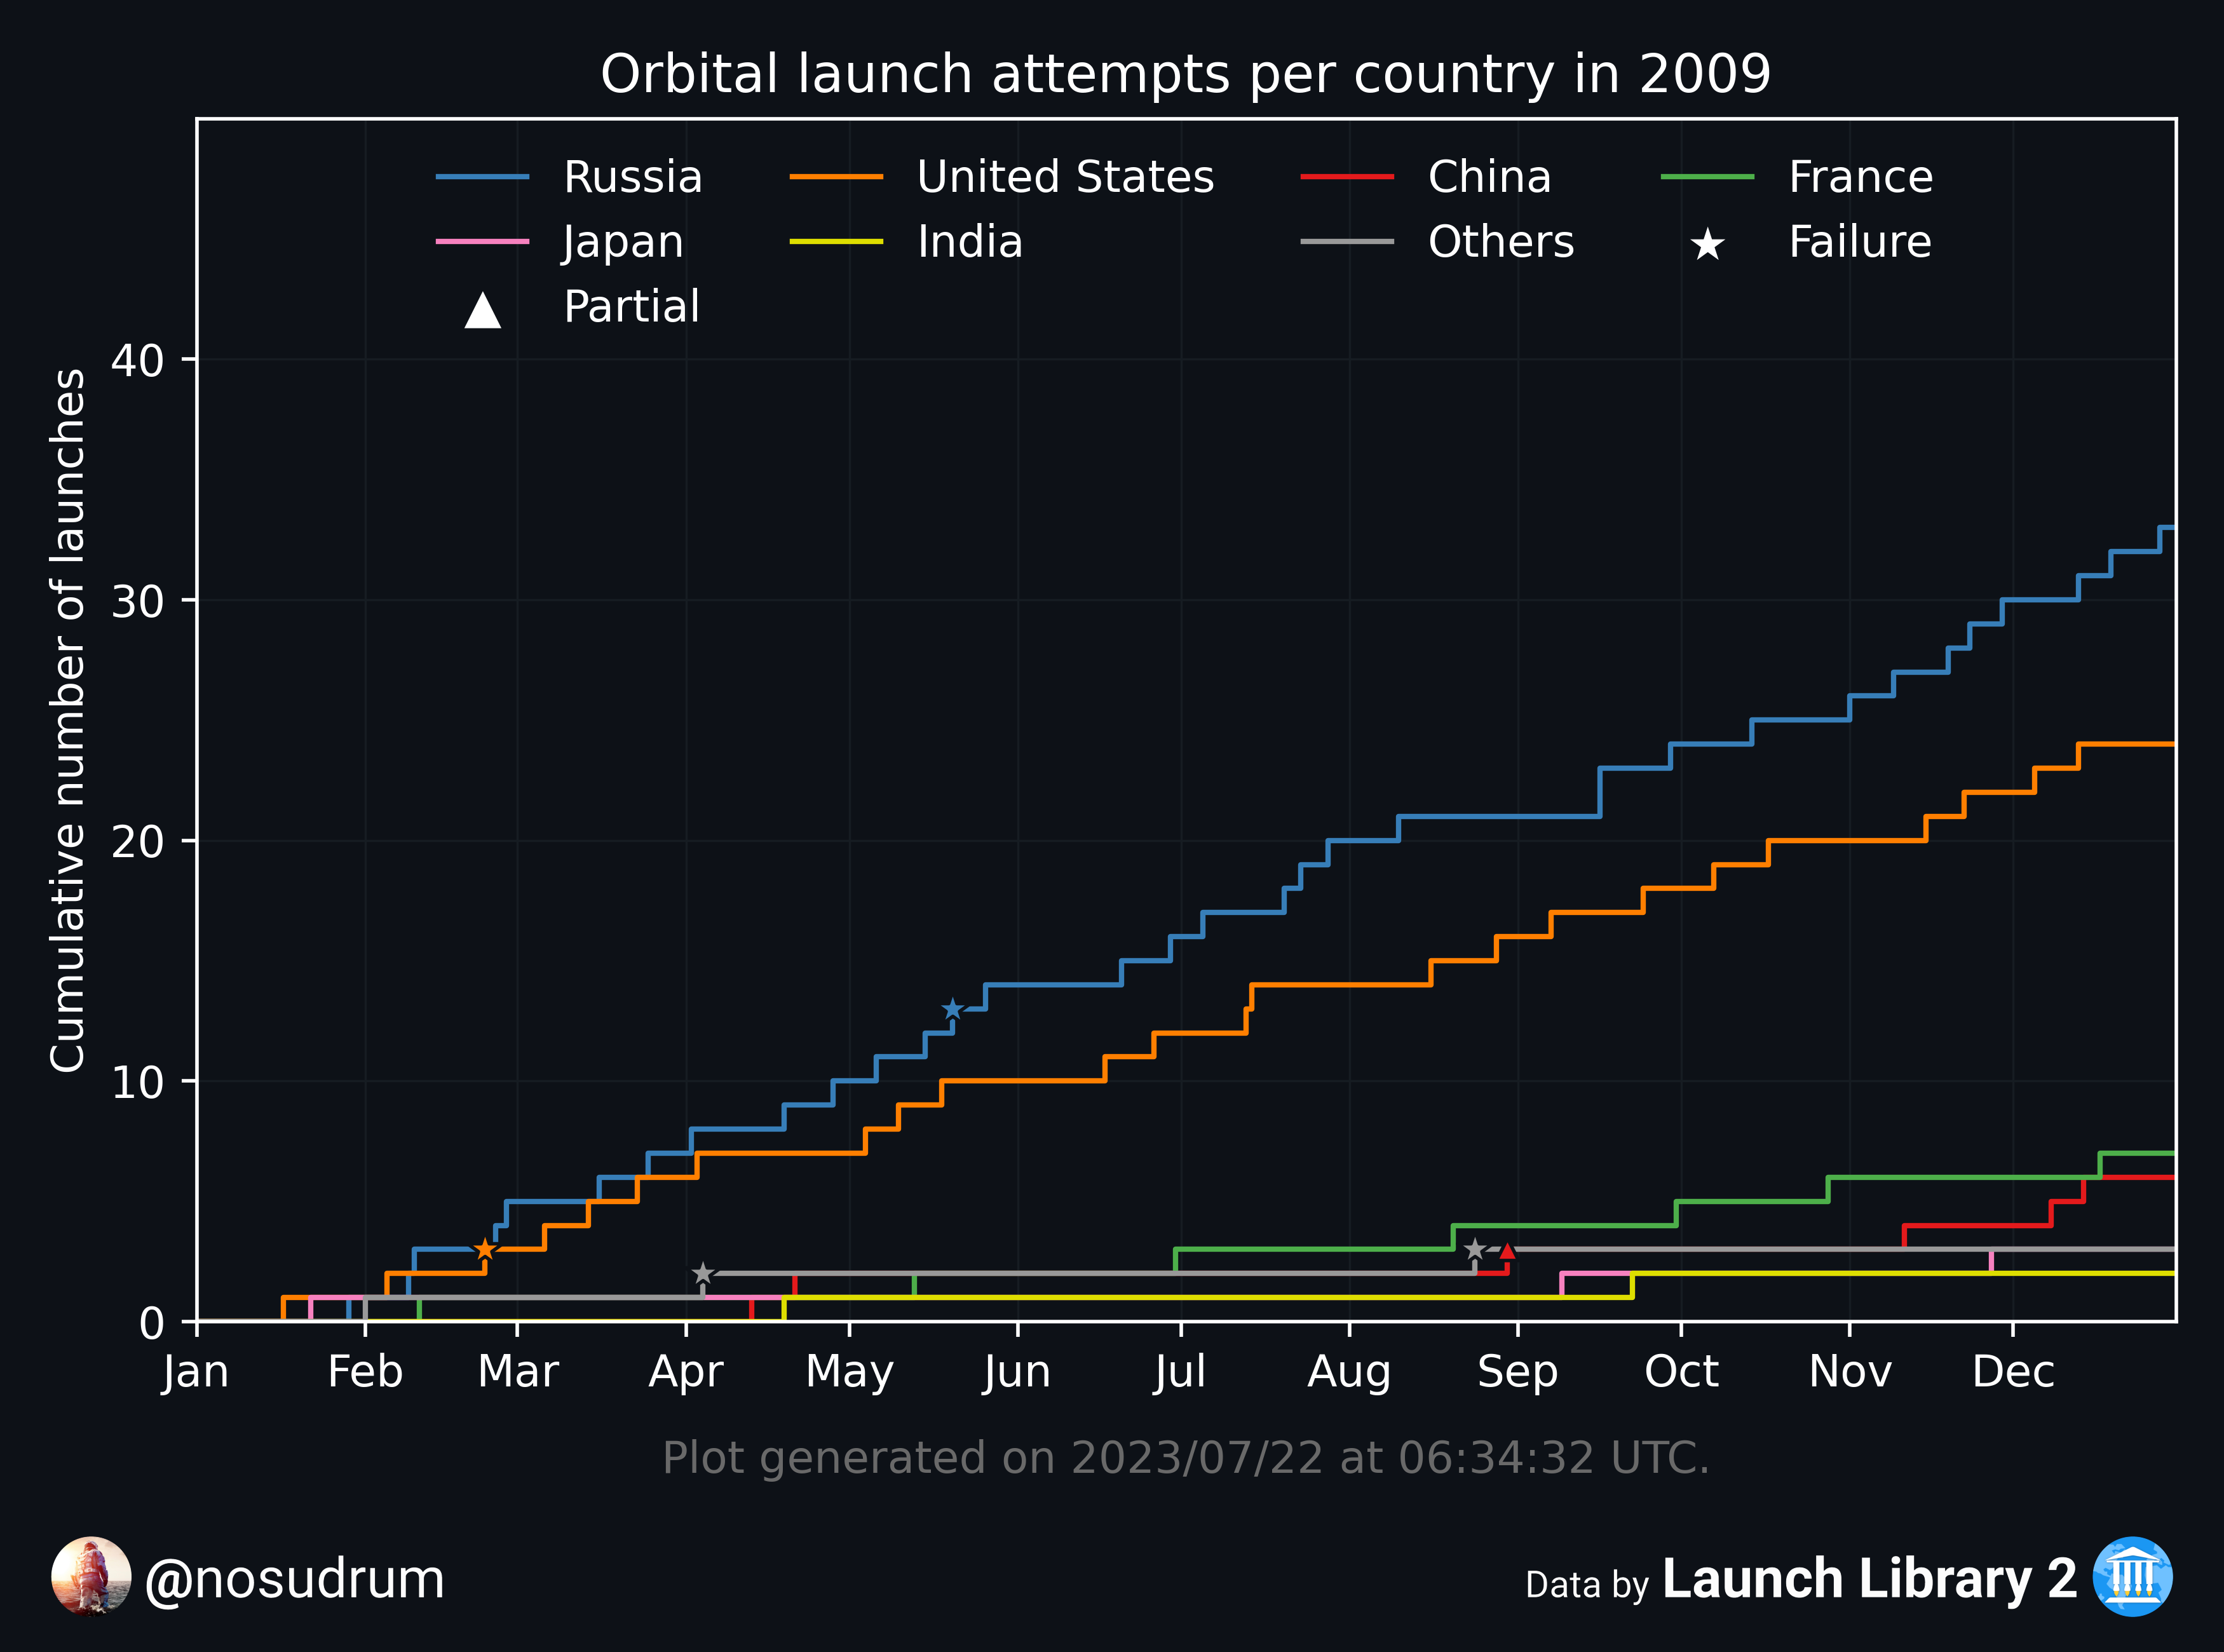 Orbital launch attempts per country in 2009
Russia United States China France
Japan India Others Failure
Partial
Cumulative number of launches
40
30
20
10
0
Jan Feb Mar Apr May Jun Jul Aug Sep Oct Nov Dec
Plot generated on 2023/07/22 at 06:34:32 UTC.
@nosudrum
Data by Launch Library 2